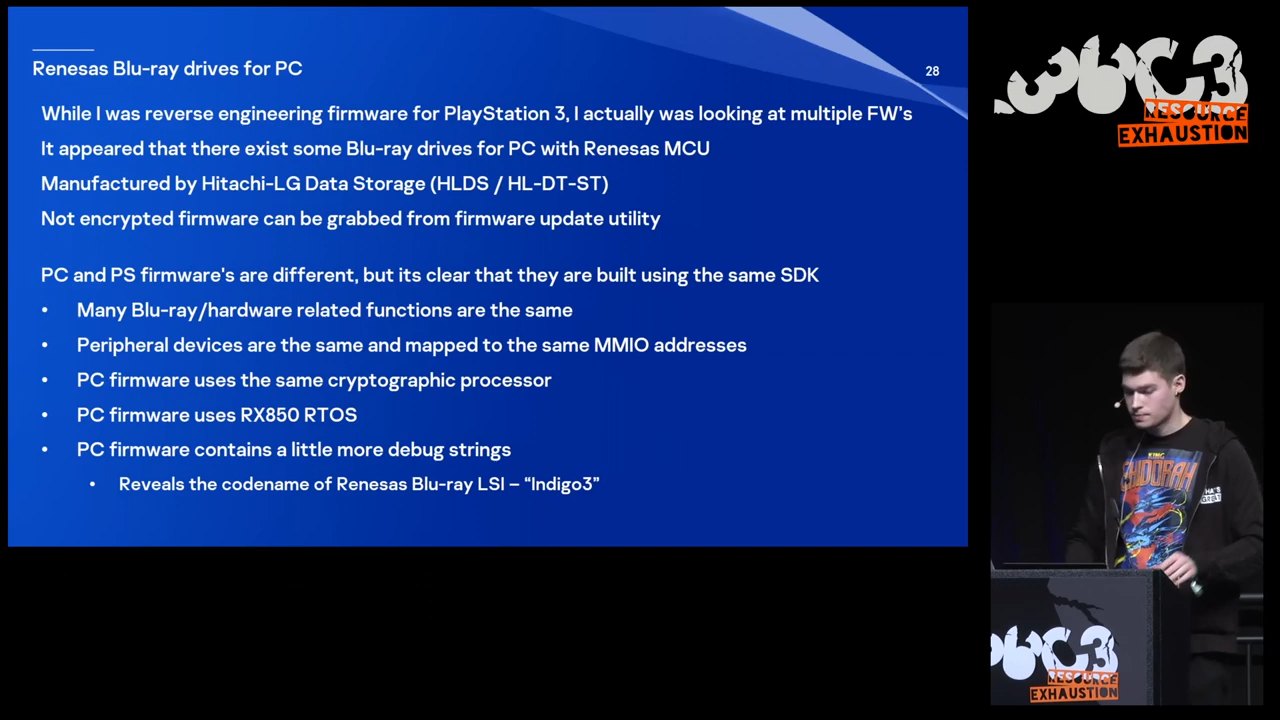 Renesas Blu-ray drives for PC
28
While I was reverse engineering firmware for PlayStation 3, I actually was looking at multiple FW's
It appeared that there exist some Blu-ray drives for PC with Renesas MCU
Manufactured by Hitachi-LG Data Storage (HLDS / HL-DT-ST)
Not encrypted firmware can be grabbed from firmware update utility
PC and PS firmware's are different, but its clear that they are built using the same SDK
• Many Blu-ray/hardware related functions are the same
• Peripheral devices are the same and mapped to the same MMIO addresses
• PC firmware uses the same cryptographic processor
• PC firmware uses RX850 RTOS
• PC firmware contains a little more debug strings
• Reveals the codename of Renesas Blu-ray LSI – “Indigo3”
36C3
RESOURCE
EXHAUSTION
KING
GHIDORAH
36C3
RESOURCE
EXHAUSTION